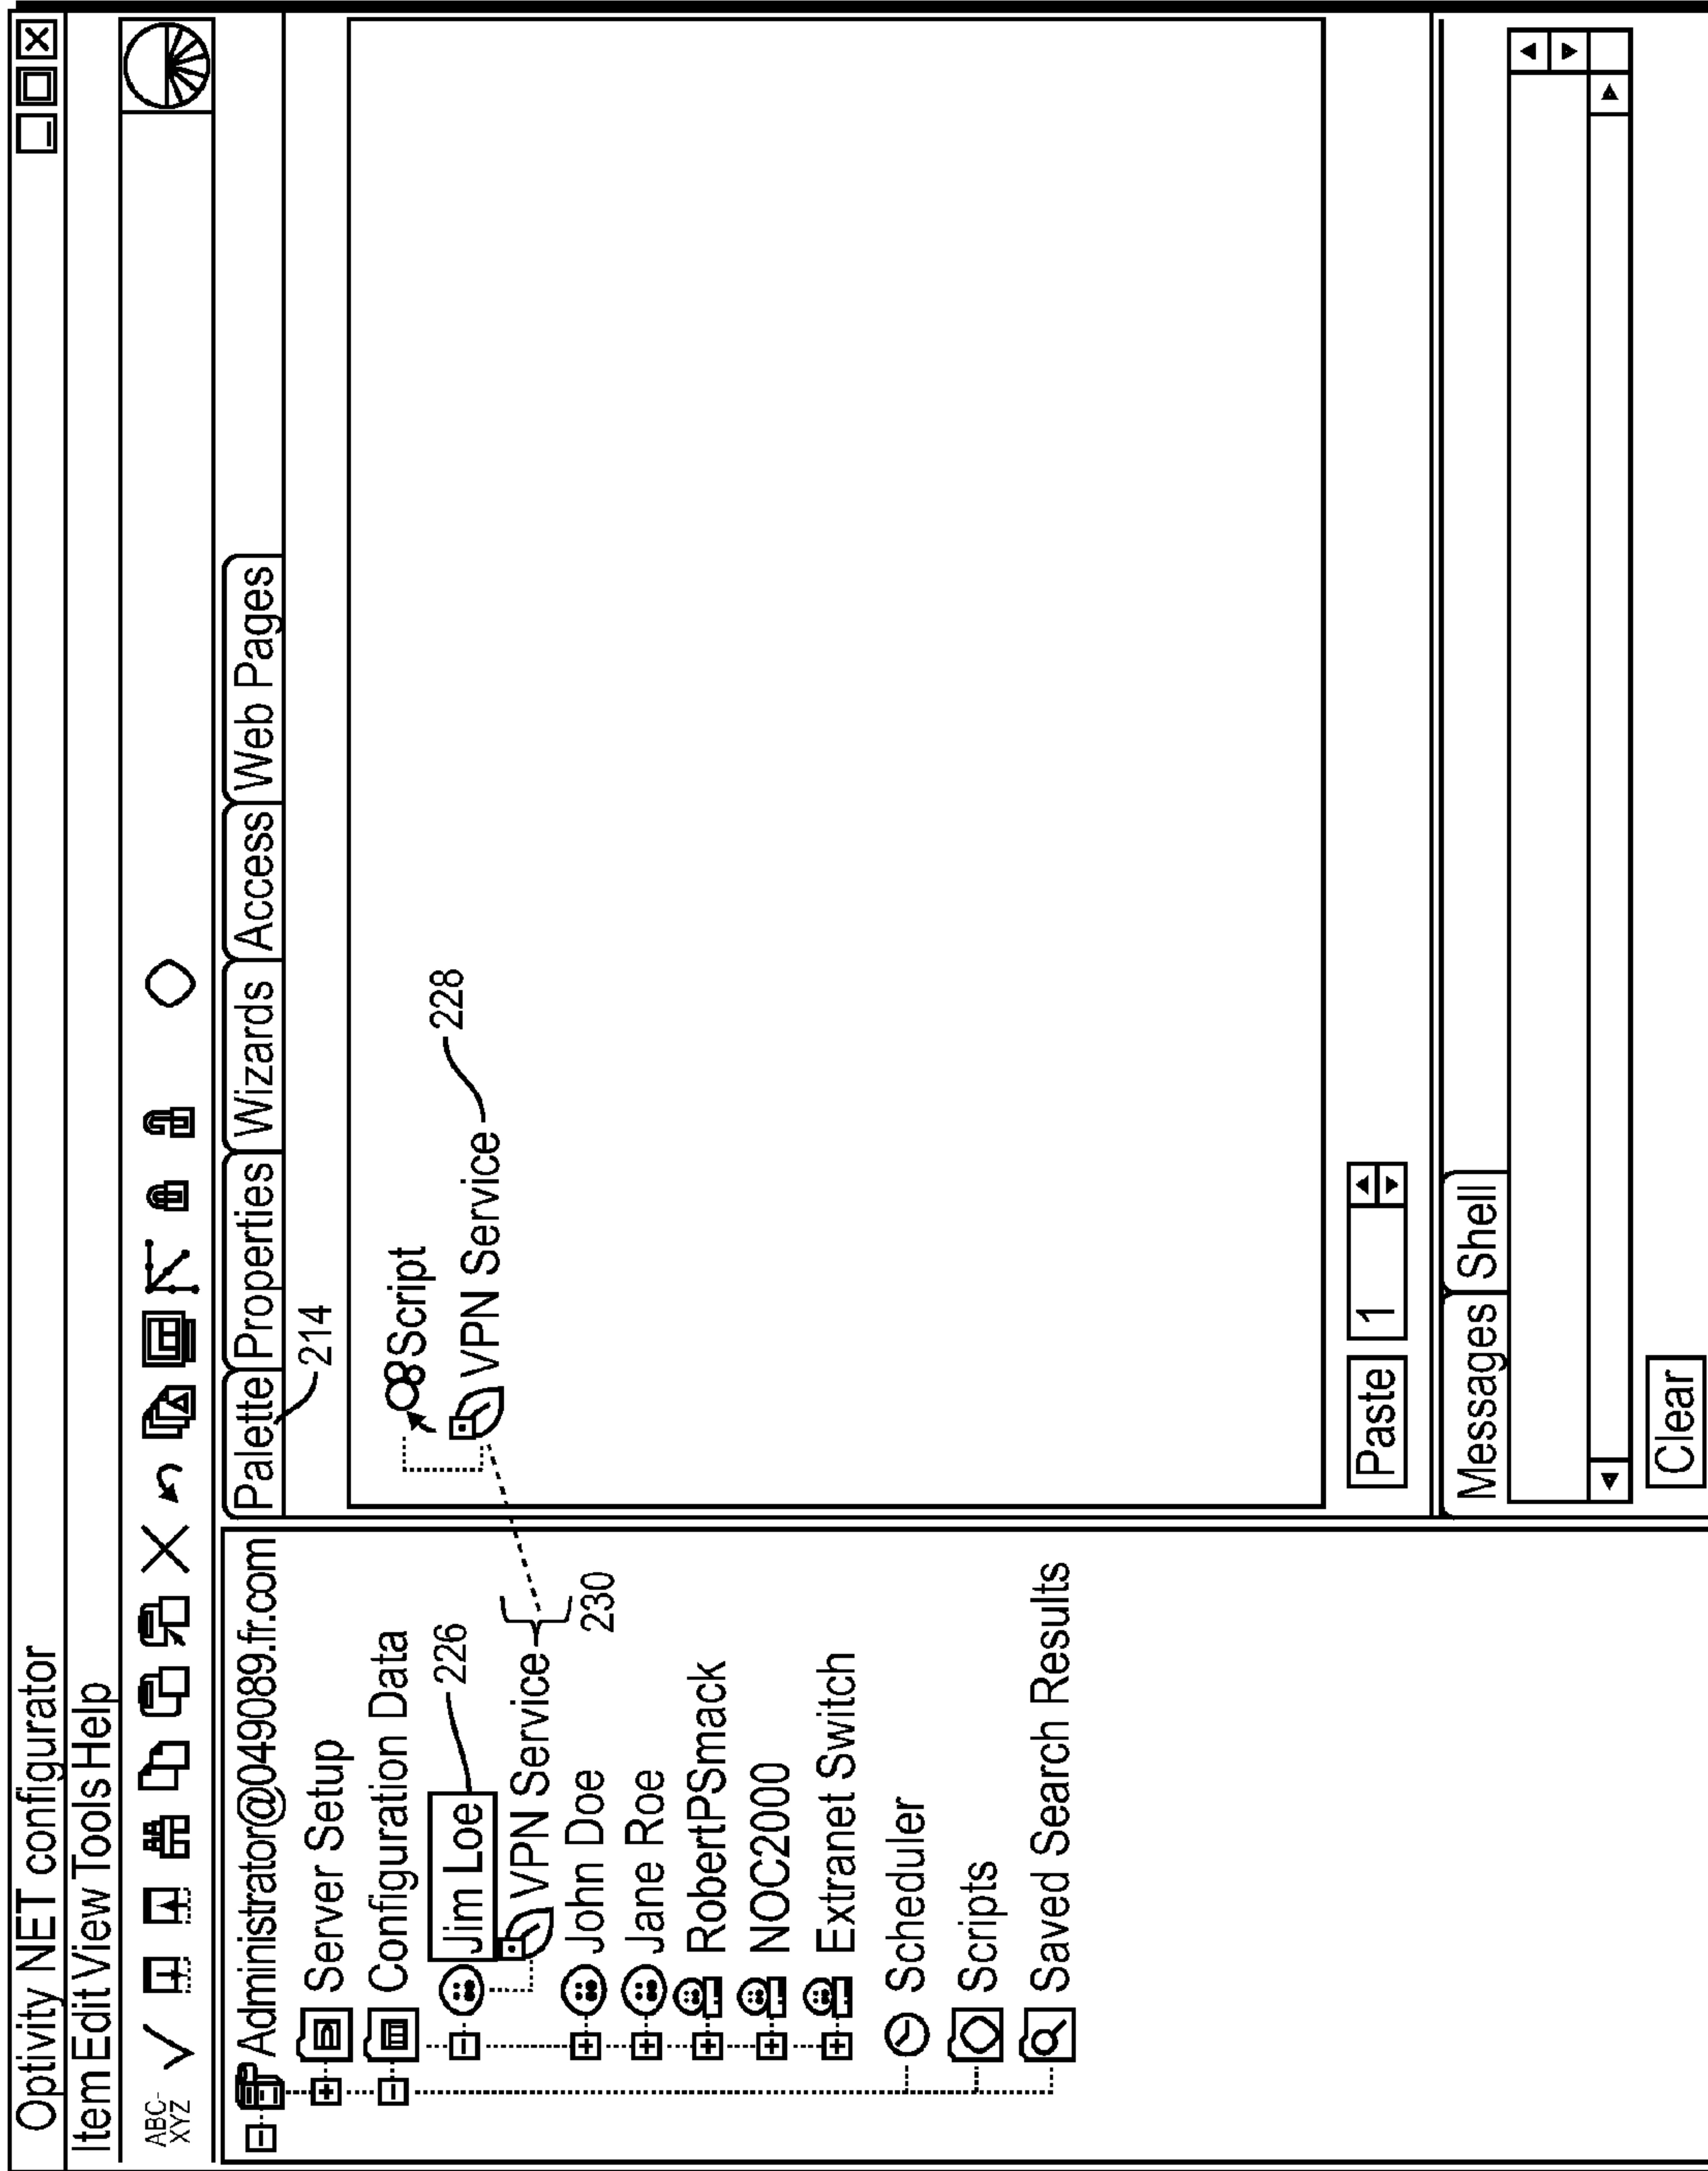 Optivity NET configurator
Item Edit View Tools Help
ABC-
XYZ
Administrator@049089.fr.com
Server Setup
Configuration Data
Jim Loe
226
VPN Service
230
John Doe
Jane Roe
RobertPSmack
NOC2000
Extranet Switch
Scheduler
Scripts
Saved Search Results
Palette Properties Wizards Access Web Pages
214
Script
VPN Service
228
Paste 1
Messages Shell
Clear